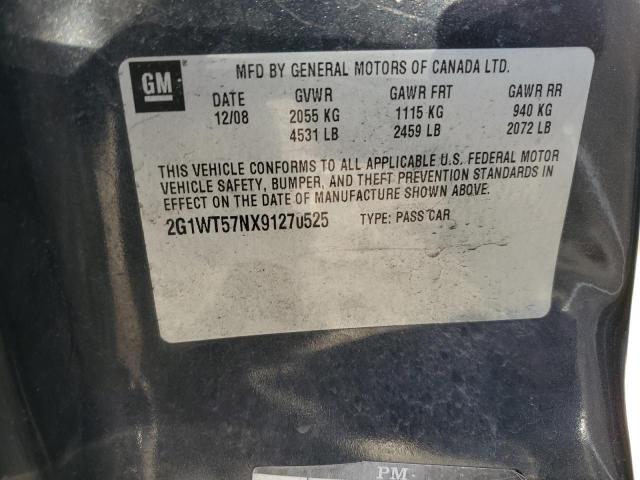 GM
MFD BY GENERAL MOTORS OF CANADA LTD.
DATE GVWR GAWR FRT GAWR RR
12/08 2055 KG 1115 KG 940 KG
4531 LB 2459 LB 2072 LB
THIS VEHICLE CONFORMS TO ALL APPLICABLE U.S. FEDERAL MOTOR
VEHICLE SAFETY, BUMPER, AND THEFT PREVENTION STANDARDS IN
EFFECT ON THE DATE OF MANUFACTURE SHOWN ABOVE.
2G1WT57NX91270525 TYPE: PASS CAR
PM